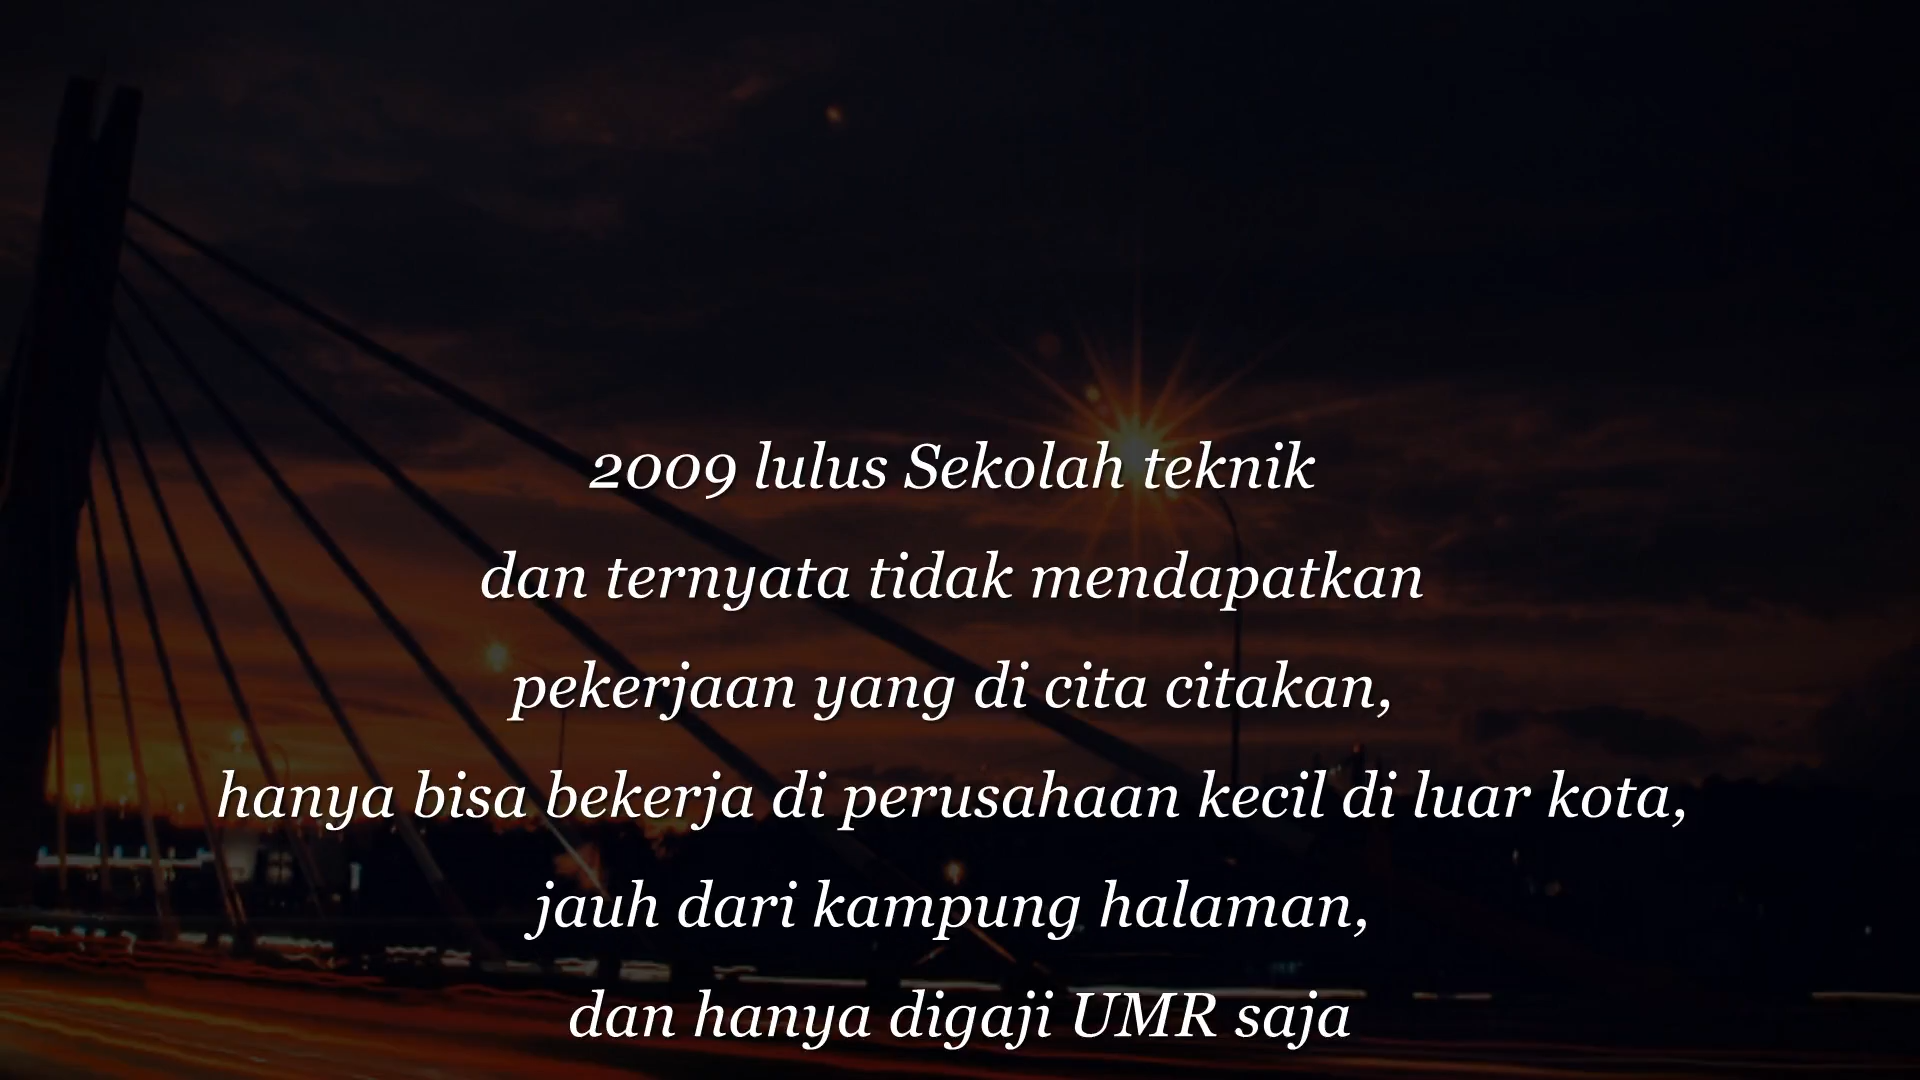 2009 lulus Sekolah teknik
dan ternyata tidak mendapatkan
pekerjaan yang di cita citakan,
hanya bisa bekerja di perusahaan kecil di luar kota,
jauh dari kampung halaman,
dan hanya digaji UMR saja